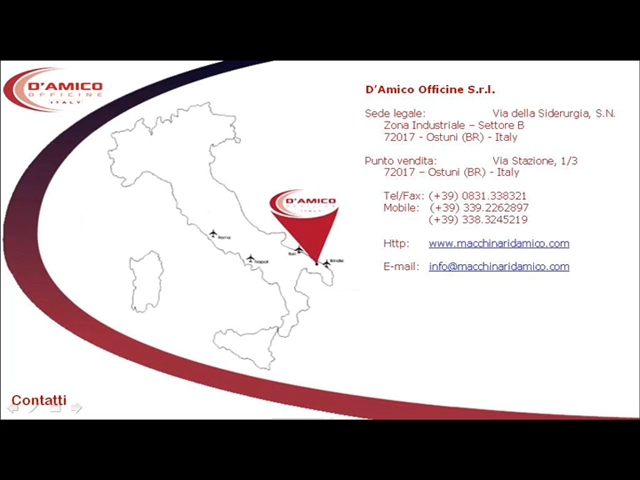 D'AMICO
OFFICINE
ITALY
D'Amico Officine S.r.l.
Sede legale: Via della Siderurgia, S.N.
Zona Industriale – Settore B
72017 - Ostuni (BR) - Italy
Punto vendita: Via Stazione, 1/3
72017 – Ostuni (BR) - Italy
Tel/Fax: (+39) 0831.338321
Mobile: (+39) 339.2262897
(+39) 338.3245219
Http: www.macchinaridamico.com
E-mail: info@macchinaridamico.com
D'AMICO
Roma
Napoli
Bari
Brindisi
Contatti